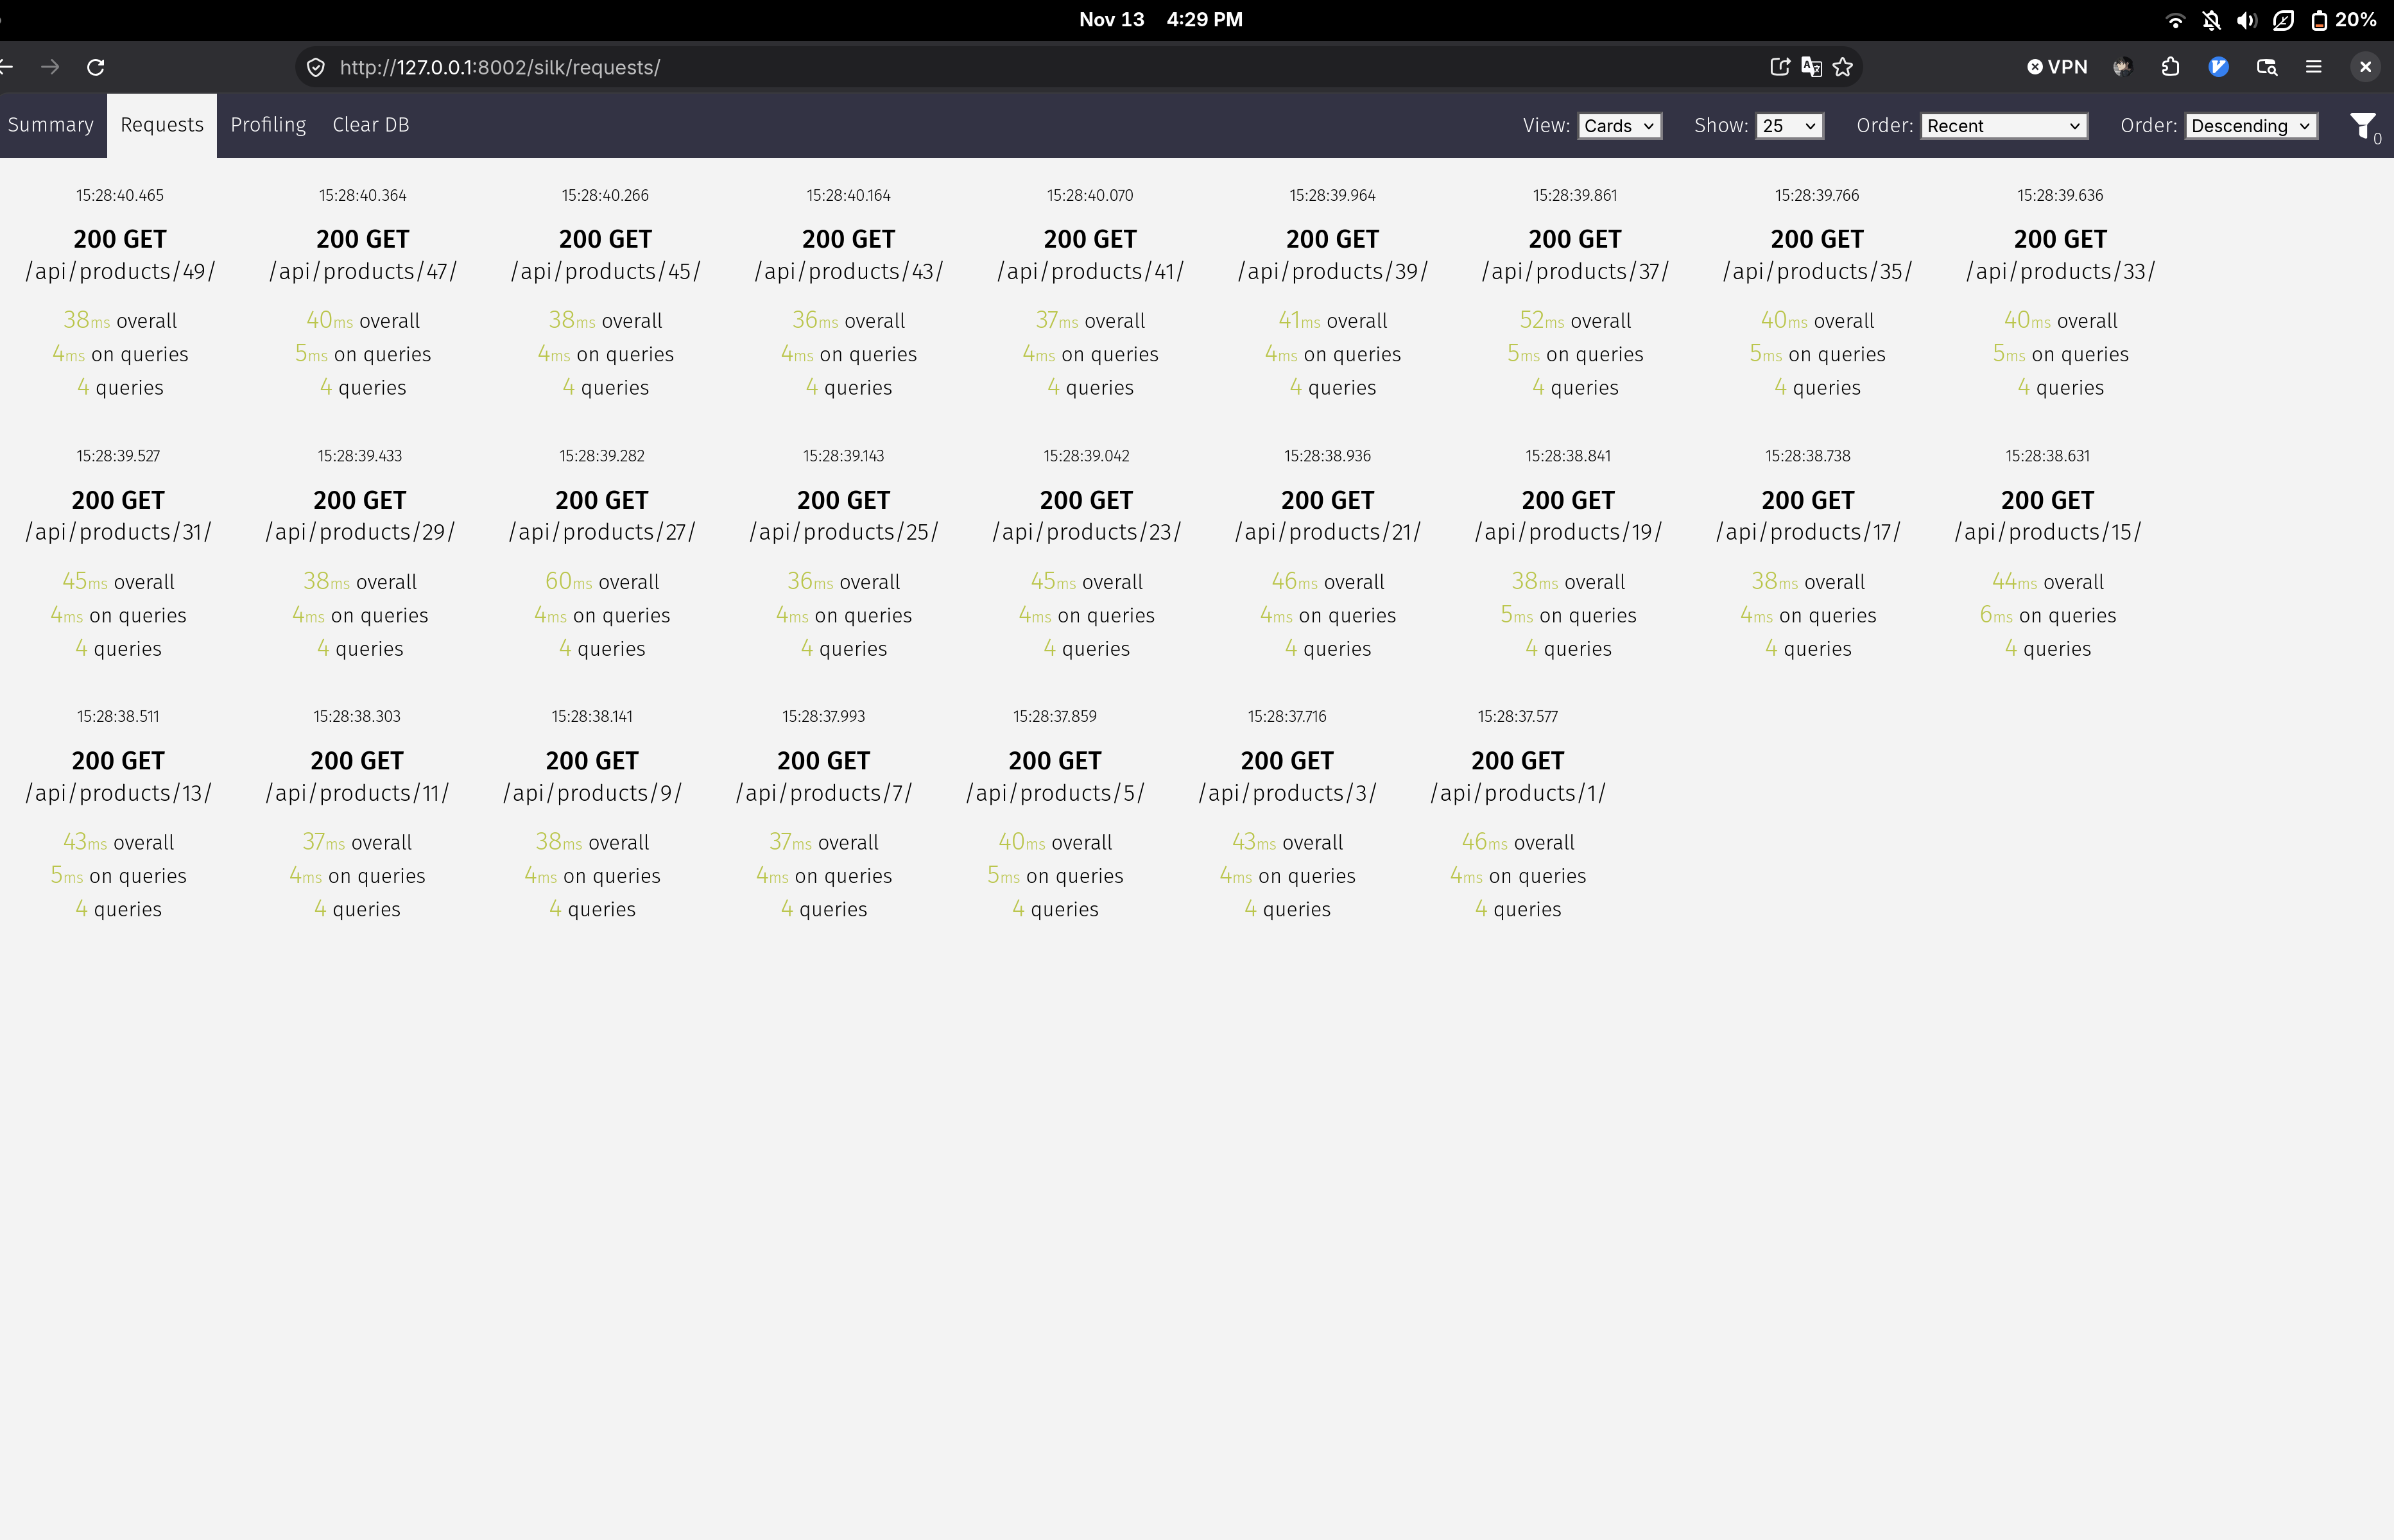 Nov 13 4:29 PM 20%
http://127.0.0.1:8002/silk/requests/ VPN
Summary Requests Profiling Clear DB View: Cards Show: 25 Order: Recent Order: Descending 0
15:28:40.465 15:28:40.364 15:28:40.266 15:28:40.164 15:28:40.070 15:28:39.964 15:28:39.861 15:28:39.766 15:28:39.636
200 GET 200 GET 200 GET 200 GET 200 GET 200 GET 200 GET 200 GET 200 GET
/api/products/49/ /api/products/47/ /api/products/45/ /api/products/43/ /api/products/41/ /api/products/39/ /api/products/37/ /api/products/35/ /api/products/33/
38ms overall 40ms overall 38ms overall 36ms overall 37ms overall 41ms overall 52ms overall 40ms overall 40ms overall
4ms on queries 5ms on queries 4ms on queries 4ms on queries 4ms on queries 4ms on queries 5ms on queries 5ms on queries 5ms on queries
4 queries 4 queries 4 queries 4 queries 4 queries 4 queries 4 queries 4 queries 4 queries
15:28:39.527 15:28:39.433 15:28:39.282 15:28:39.143 15:28:39.042 15:28:38.936 15:28:38.841 15:28:38.738 15:28:38.631
200 GET 200 GET 200 GET 200 GET 200 GET 200 GET 200 GET 200 GET 200 GET
/api/products/31/ /api/products/29/ /api/products/27/ /api/products/25/ /api/products/23/ /api/products/21/ /api/products/19/ /api/products/17/ /api/products/15/
45ms overall 38ms overall 60ms overall 36ms overall 45ms overall 46ms overall 38ms overall 38ms overall 44ms overall
4ms on queries 4ms on queries 4ms on queries 4ms on queries 4ms on queries 4ms on queries 5ms on queries 4ms on queries 6ms on queries
4 queries 4 queries 4 queries 4 queries 4 queries 4 queries 4 queries 4 queries 4 queries
15:28:38.511 15:28:38.303 15:28:38.141 15:28:37.993 15:28:37.859 15:28:37.716 15:28:37.577
200 GET 200 GET 200 GET 200 GET 200 GET 200 GET 200 GET
/api/products/13/ /api/products/11/ /api/products/9/ /api/products/7/ /api/products/5/ /api/products/3/ /api/products/1/
43ms overall 37ms overall 38ms overall 37ms overall 40ms overall 43ms overall 46ms overall
5ms on queries 4ms on queries 4ms on queries 4ms on queries 5ms on queries 4ms on queries 4ms on queries
4 queries 4 queries 4 queries 4 queries 4 queries 4 queries 4 queries